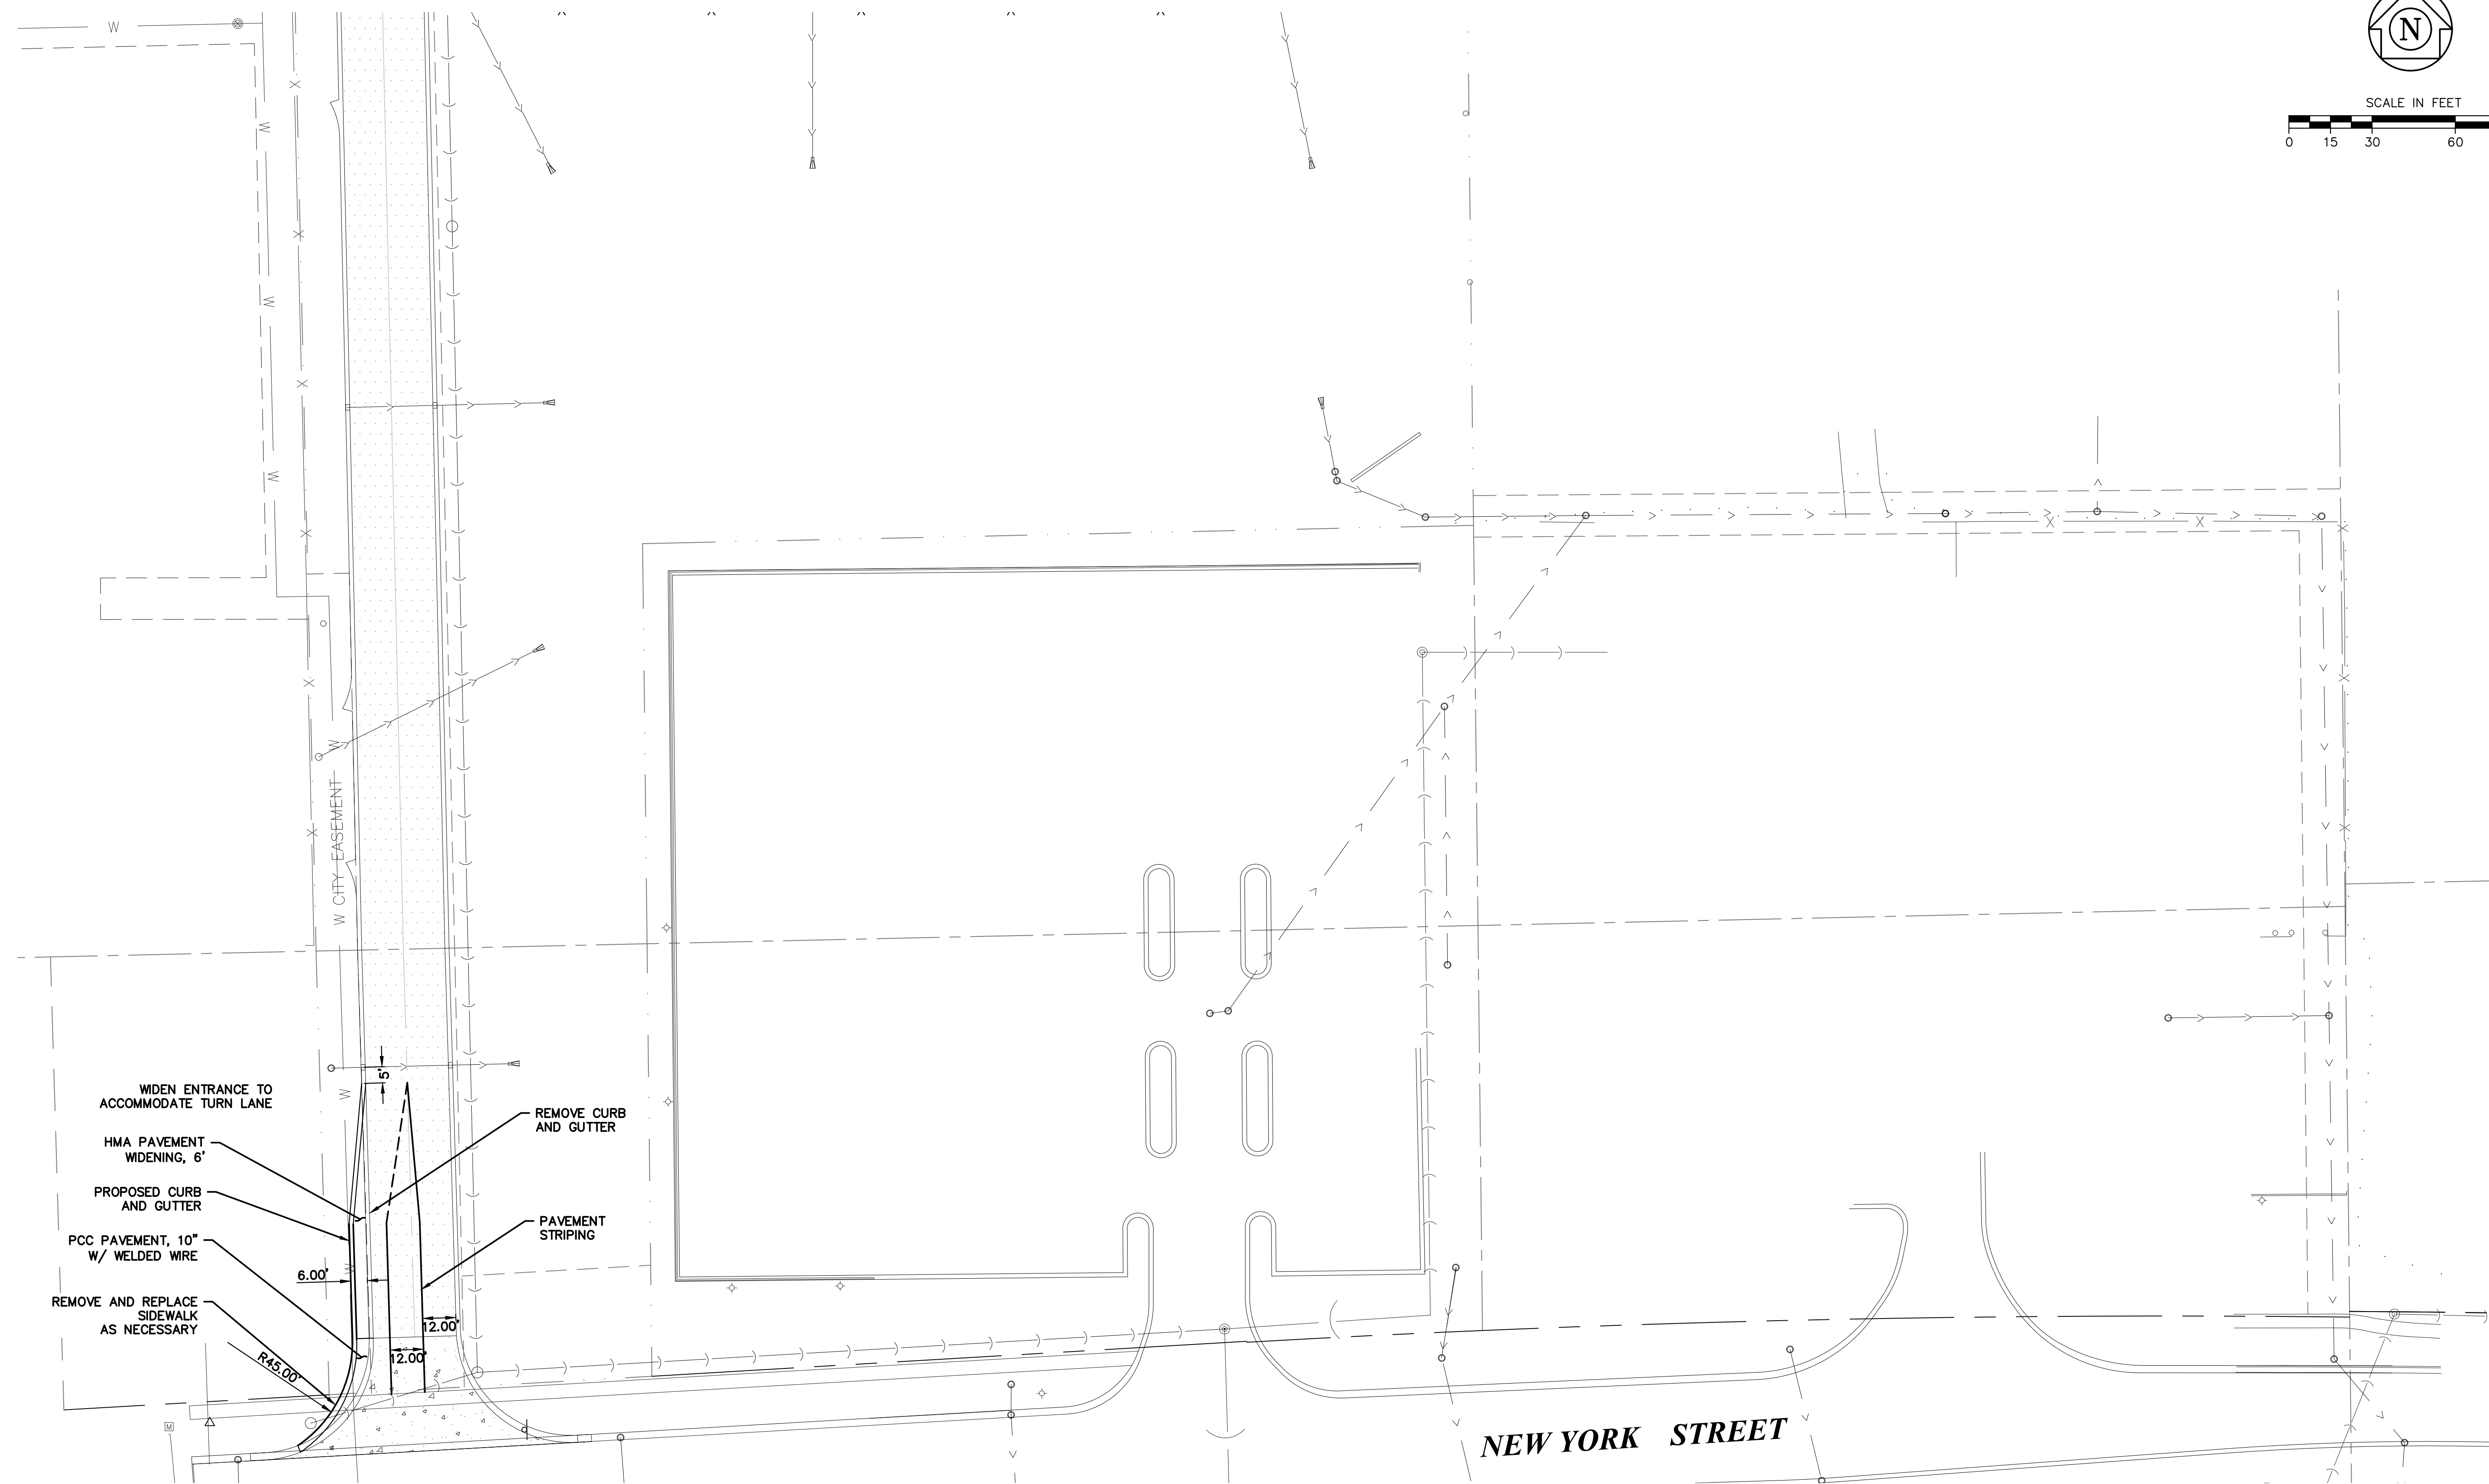 W
N
SCALE IN FEET
0 15 30 60
W
W
W
W
W CITY EASEMENT
5'
W
WIDEN ENTRANCE TO
ACCOMMODATE TURN LANE
REMOVE CURB
AND GUTTER
HMA PAVEMENT
WIDENING, 6'
PROPOSED CURB
AND GUTTER
PAVEMENT
STRIPING
PCC PAVEMENT, 10"
W/ WELDED WIRE
W
6.00'
REMOVE AND REPLACE
SIDEWALK
AS NECESSARY
12.00'
12.00'
R45.00'
M
NEW YORK STREET